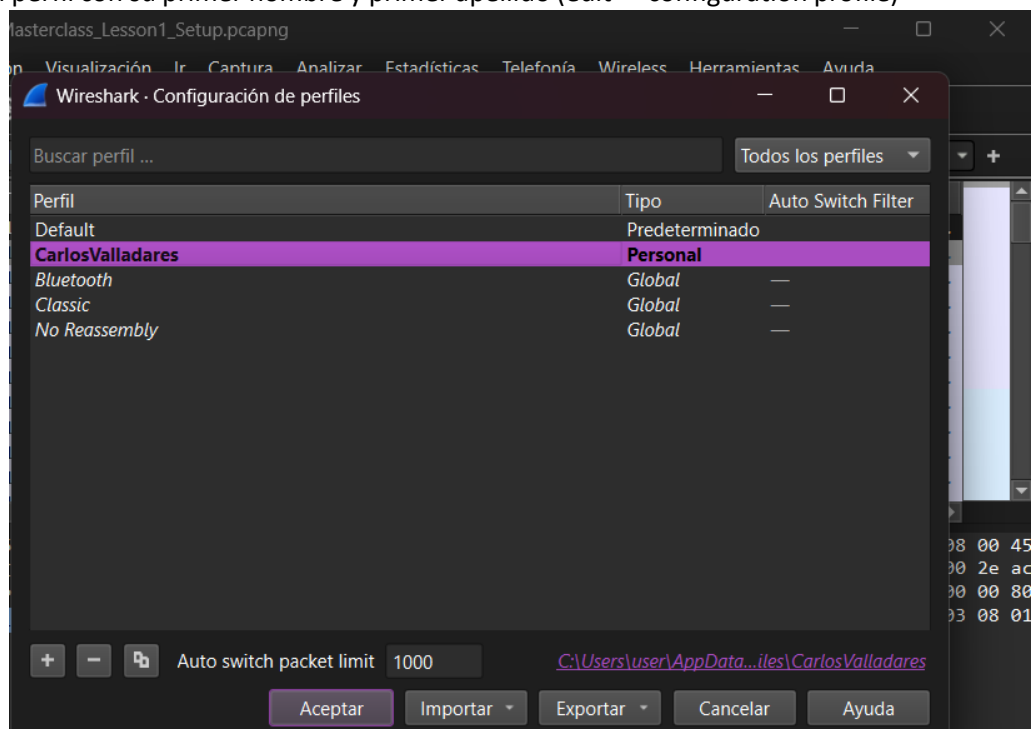 perfil con su primer nombre y primer apellido (edit – configuration profile)
Masterclass_Lesson1_Setup.pcapng
Visualización Ir Captura Analizar Estadísticas Telefonía Wireless Herramientas Ayuda
Wireshark · Configuración de perfiles
Buscar perfil ... Todos los perfiles
Perfil Tipo Auto Switch Filter
Default Predeterminado
CarlosValladares Personal
Bluetooth Global —
Classic Global —
No Reassembly Global —
08 00 45
00 2e ac
00 00 80
03 08 01
Auto switch packet limit 1000 C:\Users\user\AppData...iles\CarlosValladares
Aceptar Importar Exportar Cancelar Ayuda